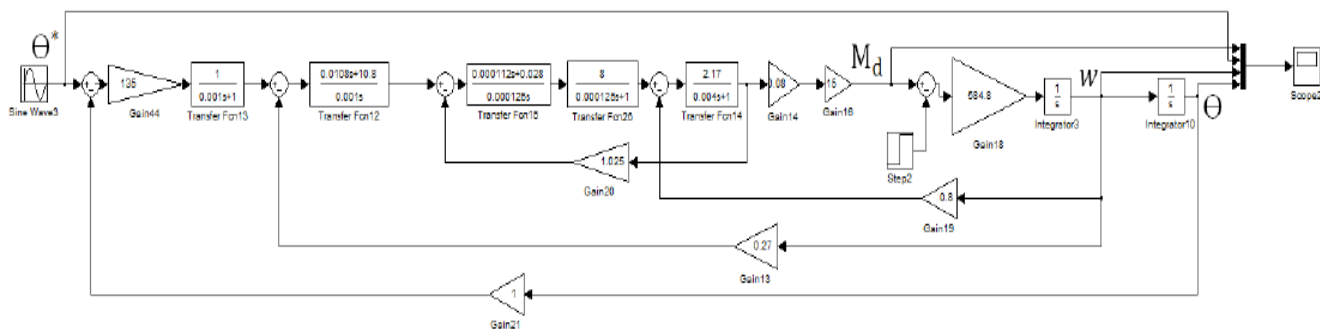 Θ*
Sine Wave3
135
Gain44
1
0.001s+1
Transfer Fcn13
0.0108s+10.8
0.001s
Transfer Fcn12
0.000112s+0.028
0.000128s
Transfer Fcn15
8
0.000128s+1
Transfer Fcn20
2.17
0.004s+1
Transfer Fcn14
0.08
Gain14
15
Gain16
M_d
Step2
584.8
Gain18
1
s
Integrator3
w
1
s
Integrator10
Θ
Scope2
1.025
Gain20
0.8
Gain19
0.27
Gain13
1
Gain21